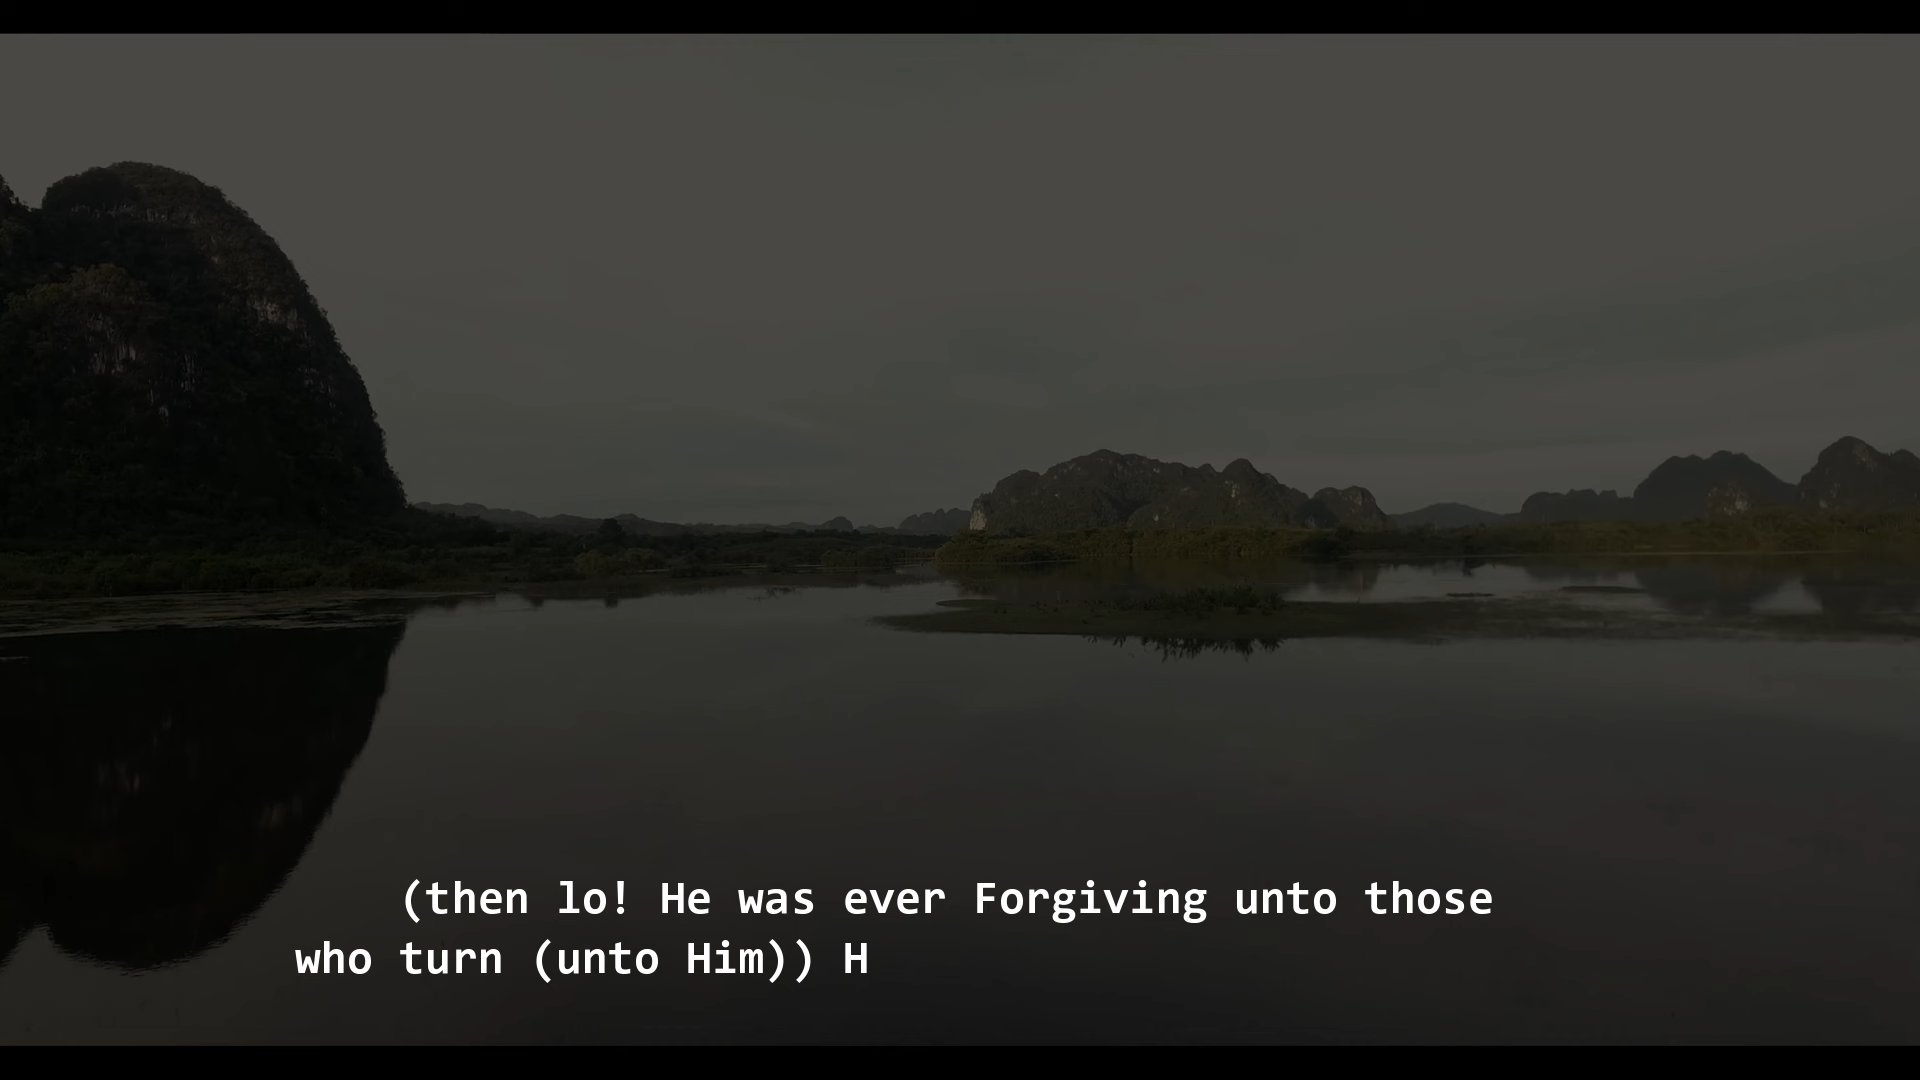 (then lo! He was ever Forgiving unto those
who turn (unto Him)) H